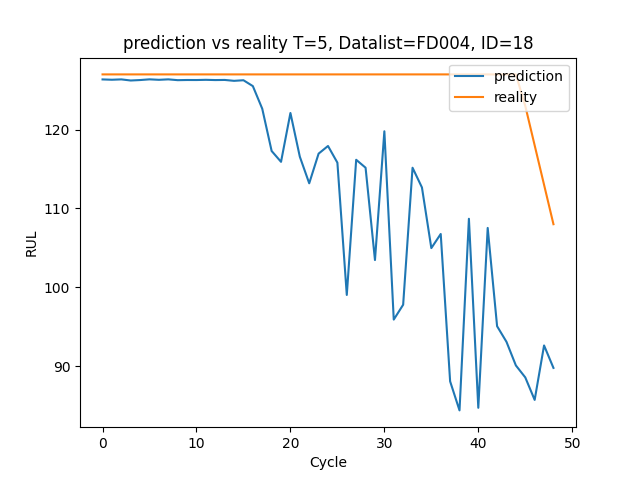 prediction vs reality T=5, Datalist=FD004, ID=18
prediction
reality
RUL
120
110
100
90
0 10 20 30 40 50
Cycle